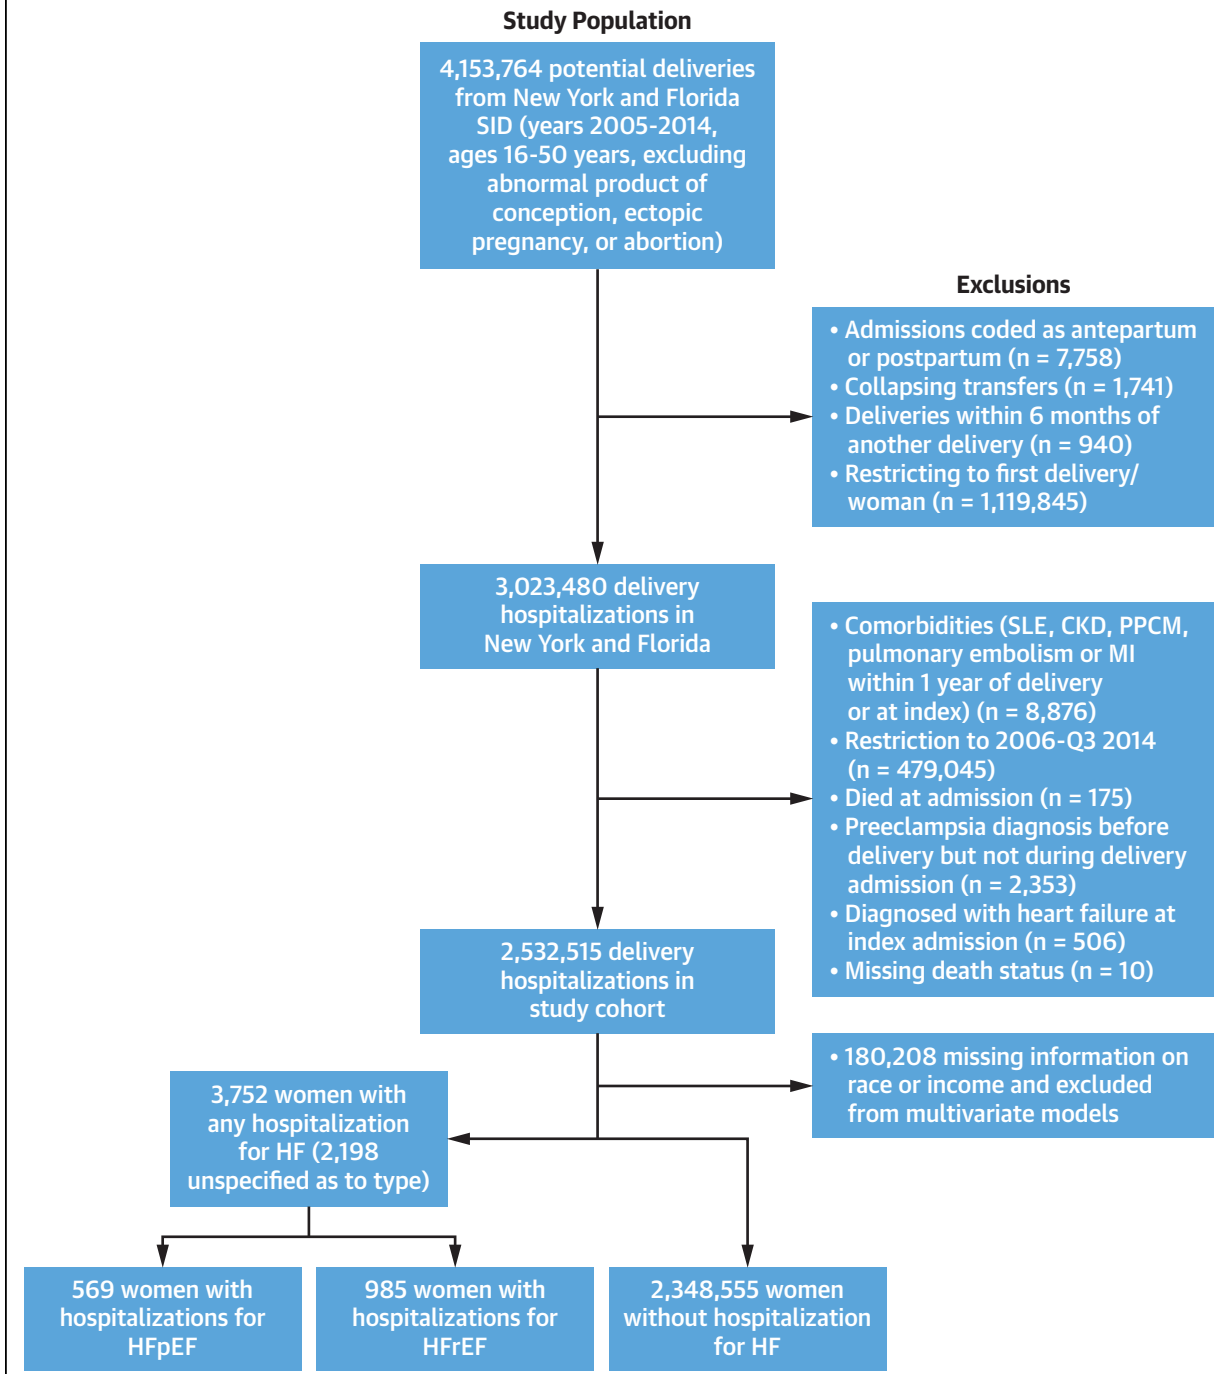 Study Population
4,153,764 potential deliveries
from New York and Florida
SID (years 2005-2014,
ages 16-50 years, excluding
abnormal product of
conception, ectopic
pregnancy, or abortion)
Exclusions
• Admissions coded as antepartum
or postpartum (n = 7,758)
• Collapsing transfers (n = 1,741)
• Deliveries within 6 months of
another delivery (n = 940)
• Restricting to first delivery/
woman (n = 1,119,845)
3,023,480 delivery
hospitalizations in
New York and Florida
• Comorbidities (SLE, CKD, PPCM,
pulmonary embolism or MI
within 1 year of delivery
or at index) (n = 8,876)
• Restriction to 2006-Q3 2014
(n = 479,045)
• Died at admission (n = 175)
• Preeclampsia diagnosis before
delivery but not during delivery
admission (n = 2,353)
• Diagnosed with heart failure at
index admission (n = 506)
• Missing death status (n = 10)
2,532,515 delivery
hospitalizations in
study cohort
• 180,208 missing information on
race or income and excluded
from multivariate models
3,752 women with
any hospitalization
for HF (2,198
unspecified as to type)
569 women with
hospitalizations for
HFpEF
985 women with
hospitalizations for
HFrEF
2,348,555 women
without hospitalization
for HF